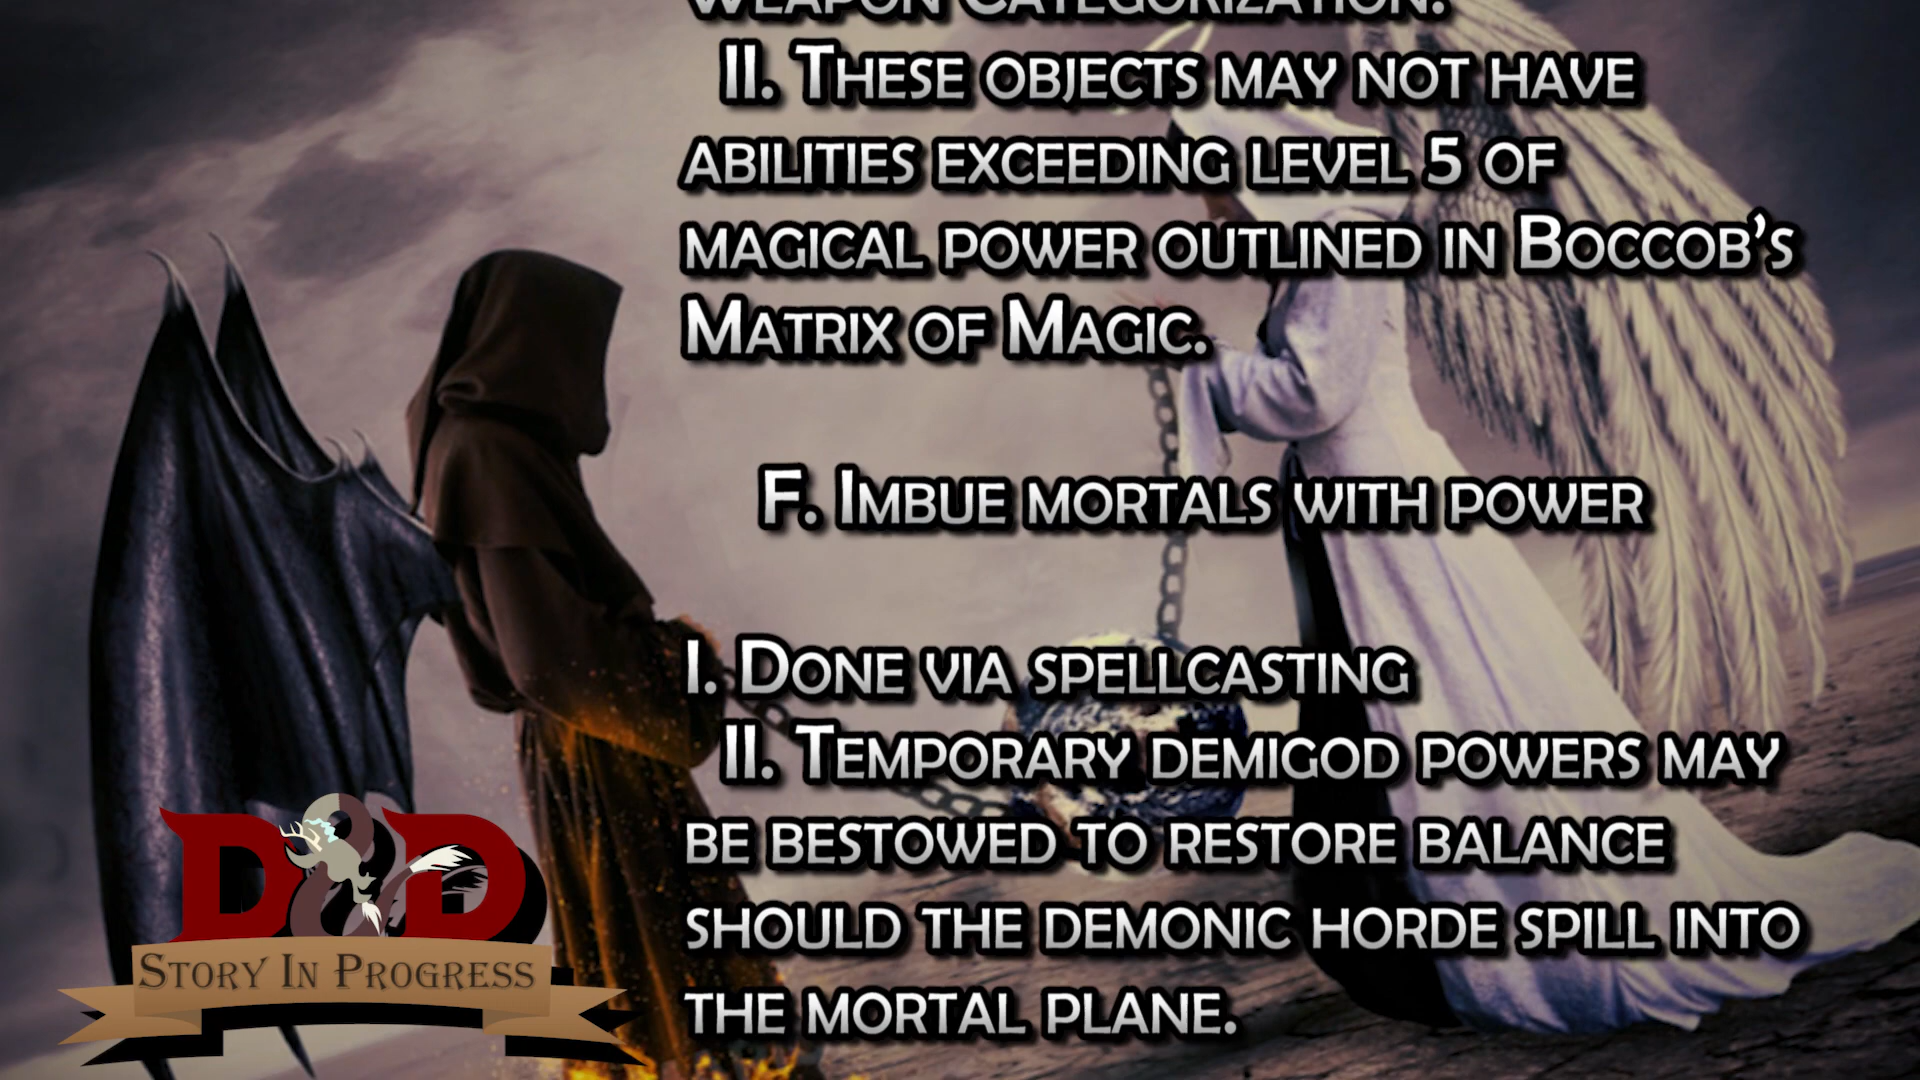 WEAPON CATEGORIZATION.
II. THESE OBJECTS MAY NOT HAVE
ABILITIES EXCEEDING LEVEL 5 OF
MAGICAL POWER OUTLINED IN BOCCOB'S
MATRIX OF MAGIC.
F. IMBUE MORTALS WITH POWER
I. DONE VIA SPELLCASTING
II. TEMPORARY DEMIGOD POWERS MAY
BE BESTOWED TO RESTORE BALANCE
SHOULD THE DEMONIC HORDE SPILL INTO
THE MORTAL PLANE.
D&D
STORY IN PROGRESS